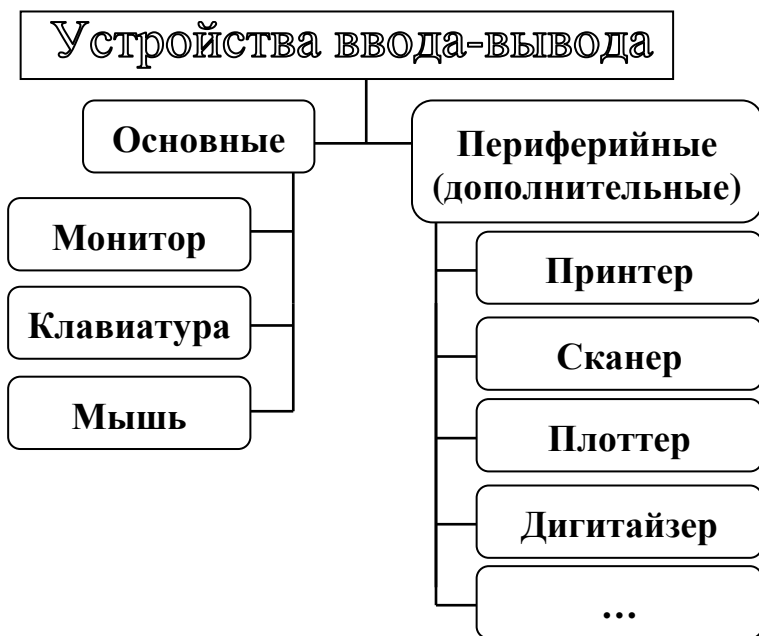 Устройства ввода-вывода
Основные
Периферийные
(дополнительные)
Монитор
Клавиатура
Мышь
Принтер
Сканер
Плоттер
Дигитайзер
...